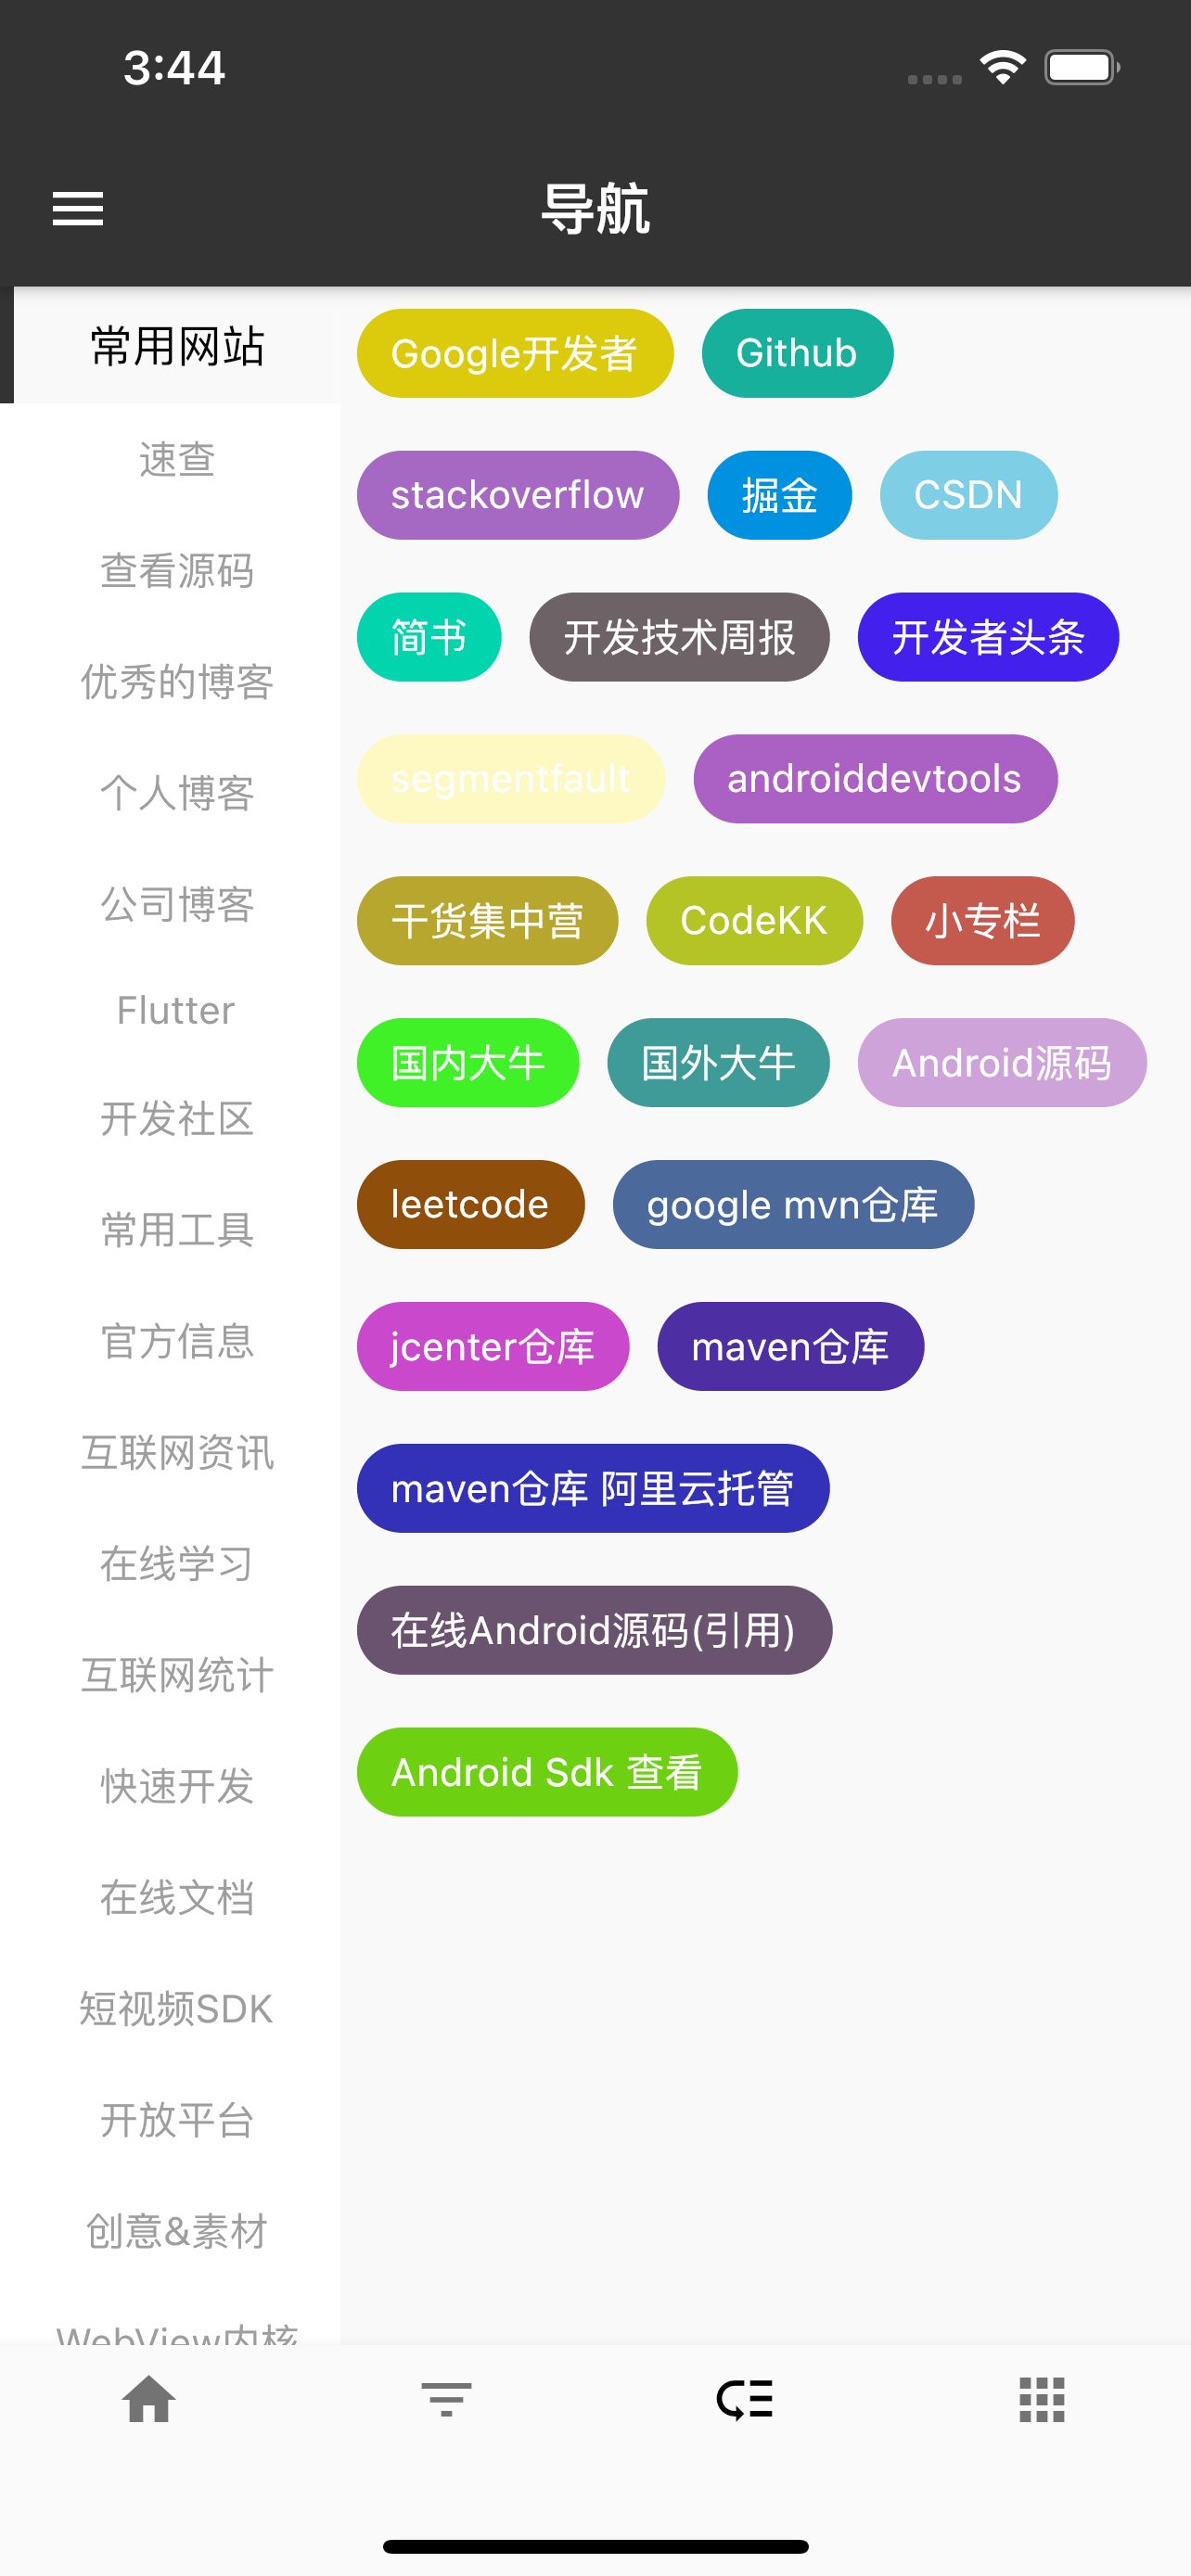 3:44
导航
常用网站
速查
查看源码
优秀的博客
个人博客
公司博客
Flutter
开发社区
常用工具
官方信息
互联网资讯
在线学习
互联网统计
快速开发
在线文档
短视频SDK
开放平台
创意&素材
WebView内核
Google开发者 Github
stackoverflow 掘金 CSDN
简书 开发技术周报 开发者头条
segmentfault androiddevtools
干货集中营 CodeKK 小专栏
国内大牛 国外大牛 Android源码
leetcode google mvn仓库
jcenter仓库 maven仓库
maven仓库 阿里云托管
在线Android源码(引用)
Android Sdk 查看